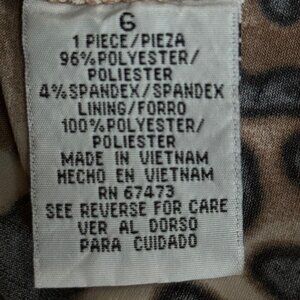 6
1 PIECE/PIEZA
96% POLYESTER/
POLIESTER
4% SPANDEX/SPANDEX
LINING/FORRO
100% POLYESTER/
POLIESTER
MADE IN VIETNAM
HECHO EN VIETNAM
RN 67473
SEE REVERSE FOR CARE
VER AL DORSO
PARA CUIDADO